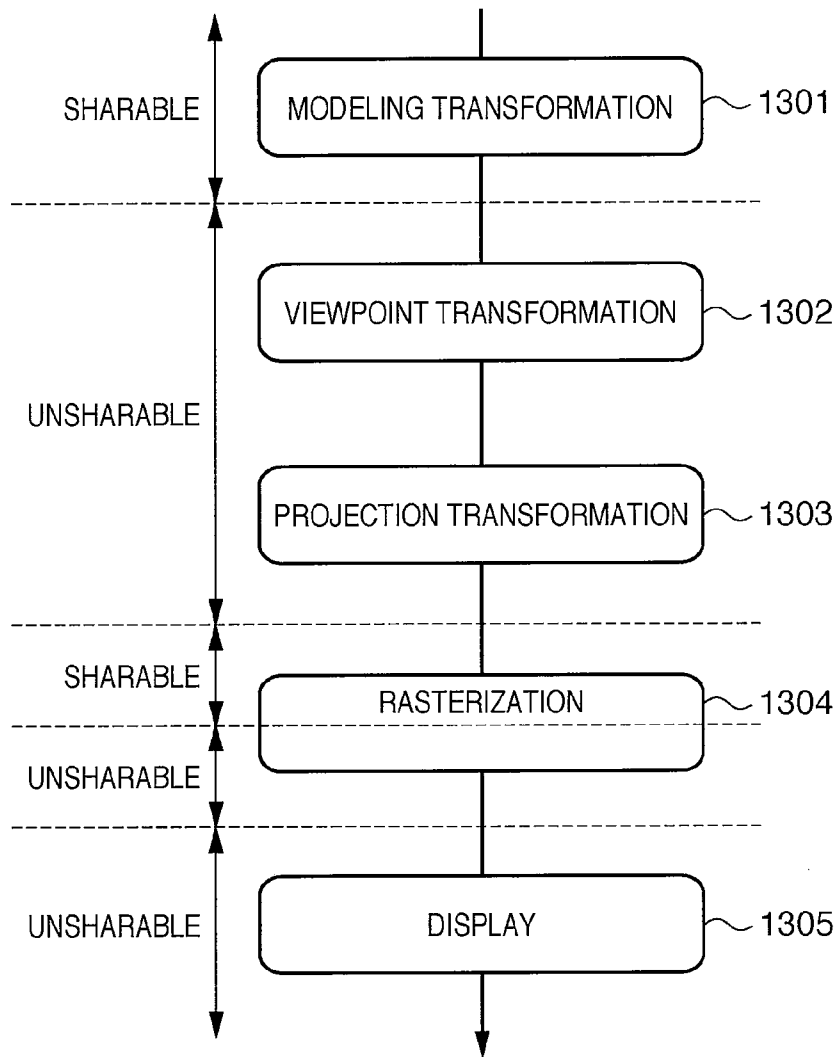 SHARABLE
MODELING TRANSFORMATION
1301
VIEWPOINT TRANSFORMATION
1302
UNSHARABLE
PROJECTION TRANSFORMATION
1303
SHARABLE
RASTERIZATION
1304
UNSHARABLE
UNSHARABLE
DISPLAY
1305